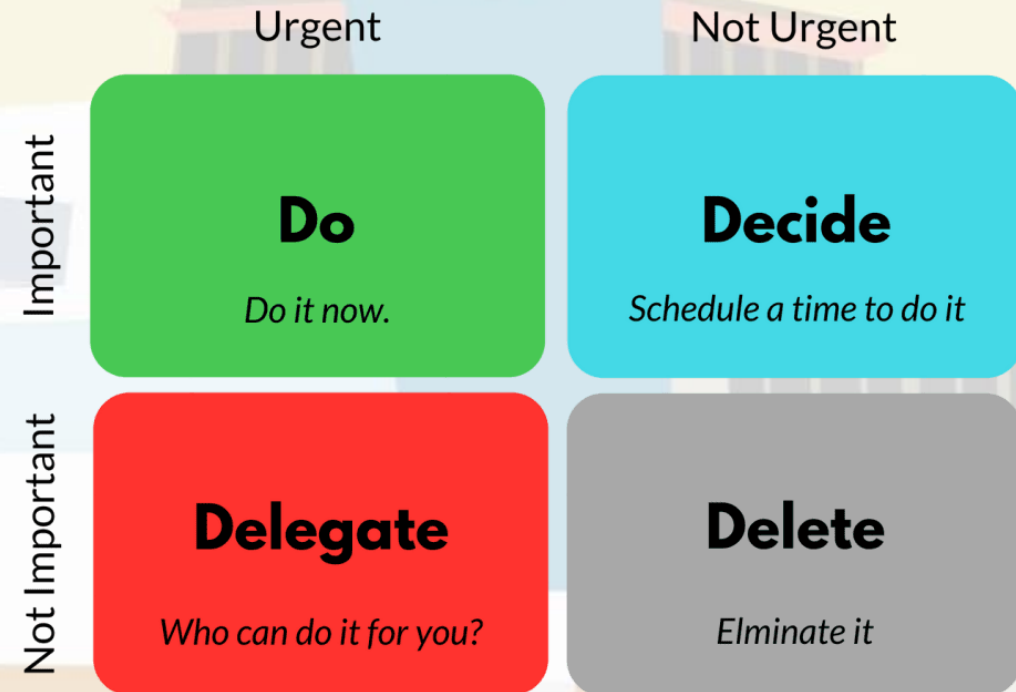 Urgent
Not Urgent
Important
Do
Do it now.
Decide
Schedule a time to do it
Not Important
Delegate
Who can do it for you?
Delete
Elminate it